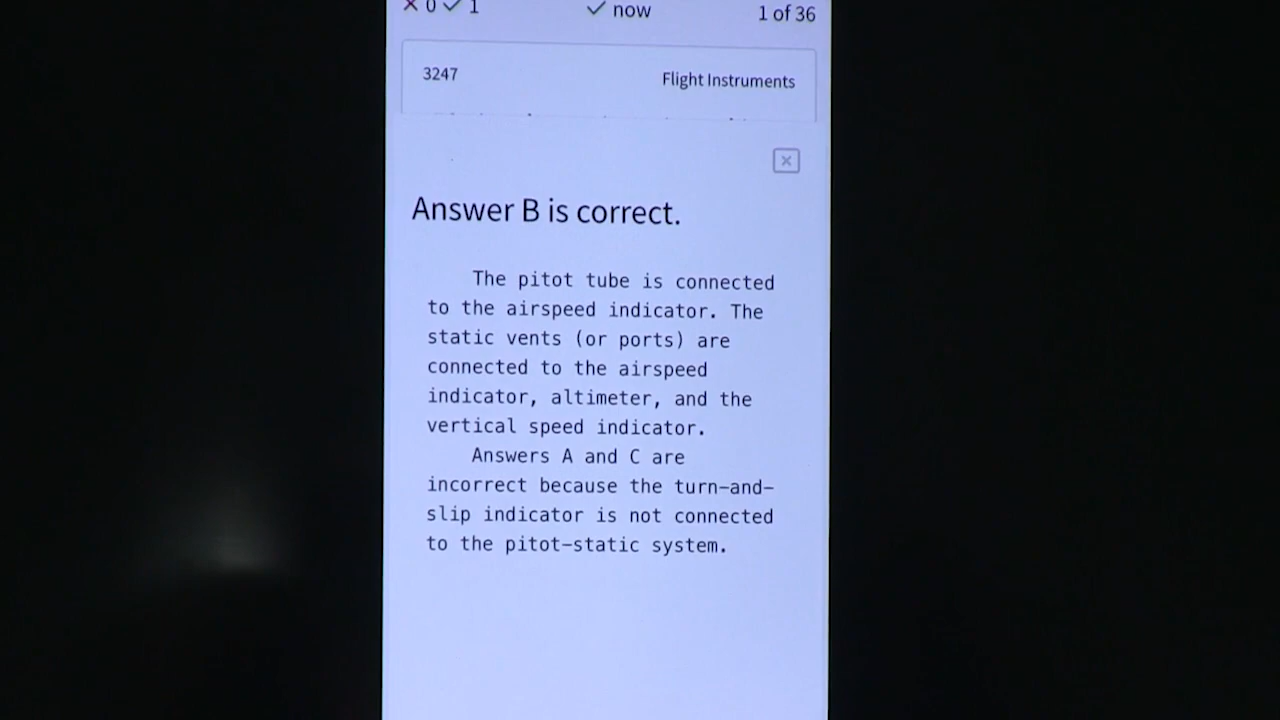 ✕ 0 ✓ 1 ✓ now 1 of 36
3247 Flight Instruments
Answer B is correct.
The pitot tube is connected
to the airspeed indicator. The
static vents (or ports) are
connected to the airspeed
indicator, altimeter, and the
vertical speed indicator.
Answers A and C are
incorrect because the turn-and-
slip indicator is not connected
to the pitot-static system.